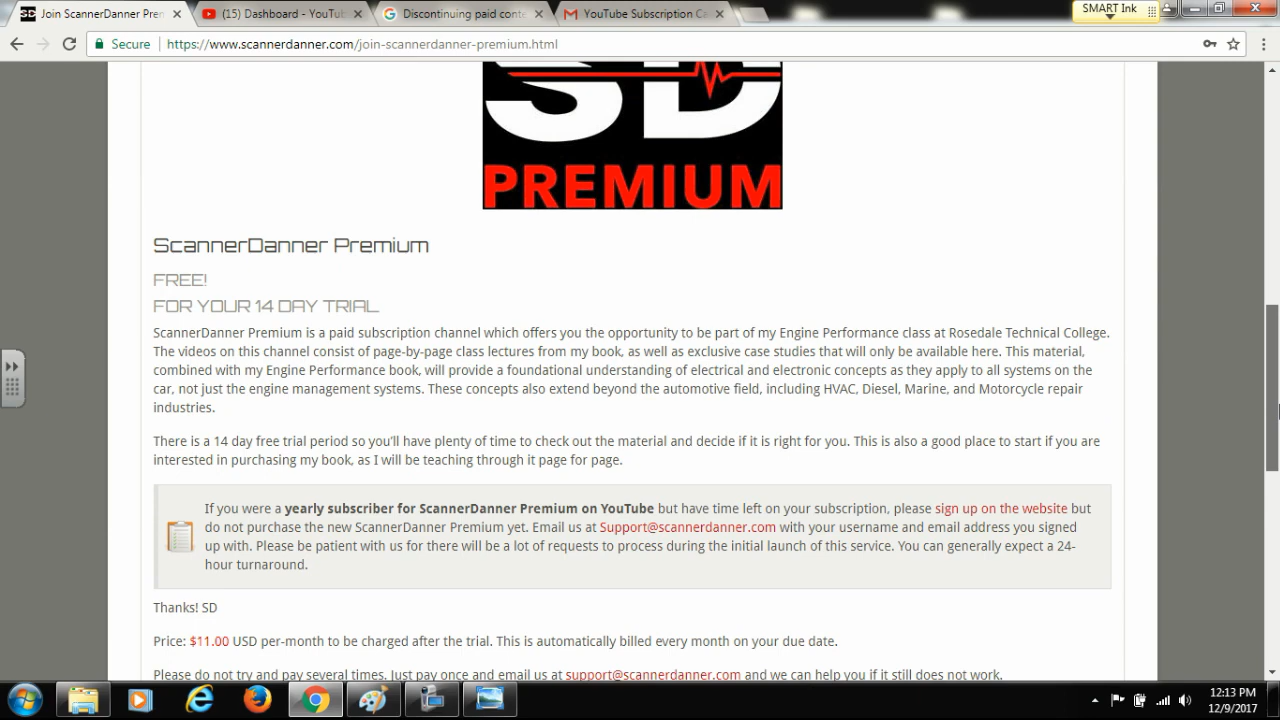 Join ScannerDanner Pren
(15) Dashboard - YouTub
Discontinuing paid conte
YouTube Subscription Ca
SMART Ink
Secure
https://www.scannerdanner.com/join-scannerdanner-premium.html
SD
PREMIUM
ScannerDanner Premium
FREE!
FOR YOUR 14 DAY TRIAL
ScannerDanner Premium is a paid subscription channel which offers you the opportunity to be part of my Engine Performance class at Rosedale Technical College.
The videos on this channel consist of page-by-page class lectures from my book, as well as exclusive case studies that will only be available here. This material,
combined with my Engine Performance book, will provide a foundational understanding of electrical and electronic concepts as they apply to all systems on the
car, not just the engine management systems. These concepts also extend beyond the automotive field, including HVAC, Diesel, Marine, and Motorcycle repair
industries.
There is a 14 day free trial period so you'll have plenty of time to check out the material and decide if it is right for you. This is also a good place to start if you are
interested in purchasing my book, as I will be teaching through it page for page.
If you were a yearly subscriber for ScannerDanner Premium on YouTube but have time left on your subscription, please sign up on the website but
do not purchase the new ScannerDanner Premium yet. Email us at Support@scannerdanner.com with your username and email address you signed
up with. Please be patient with us for there will be a lot of requests to process during the initial launch of this service. You can generally expect a 24-
hour turnaround.
Thanks! SD
Price: $11.00 USD per-month to be charged after the trial. This is automatically billed every month on your due date.
Please do not try and pay several times. Just pay once and email us at support@scannerdanner.com and we can help you if it still does not work.
12:13 PM
12/9/2017